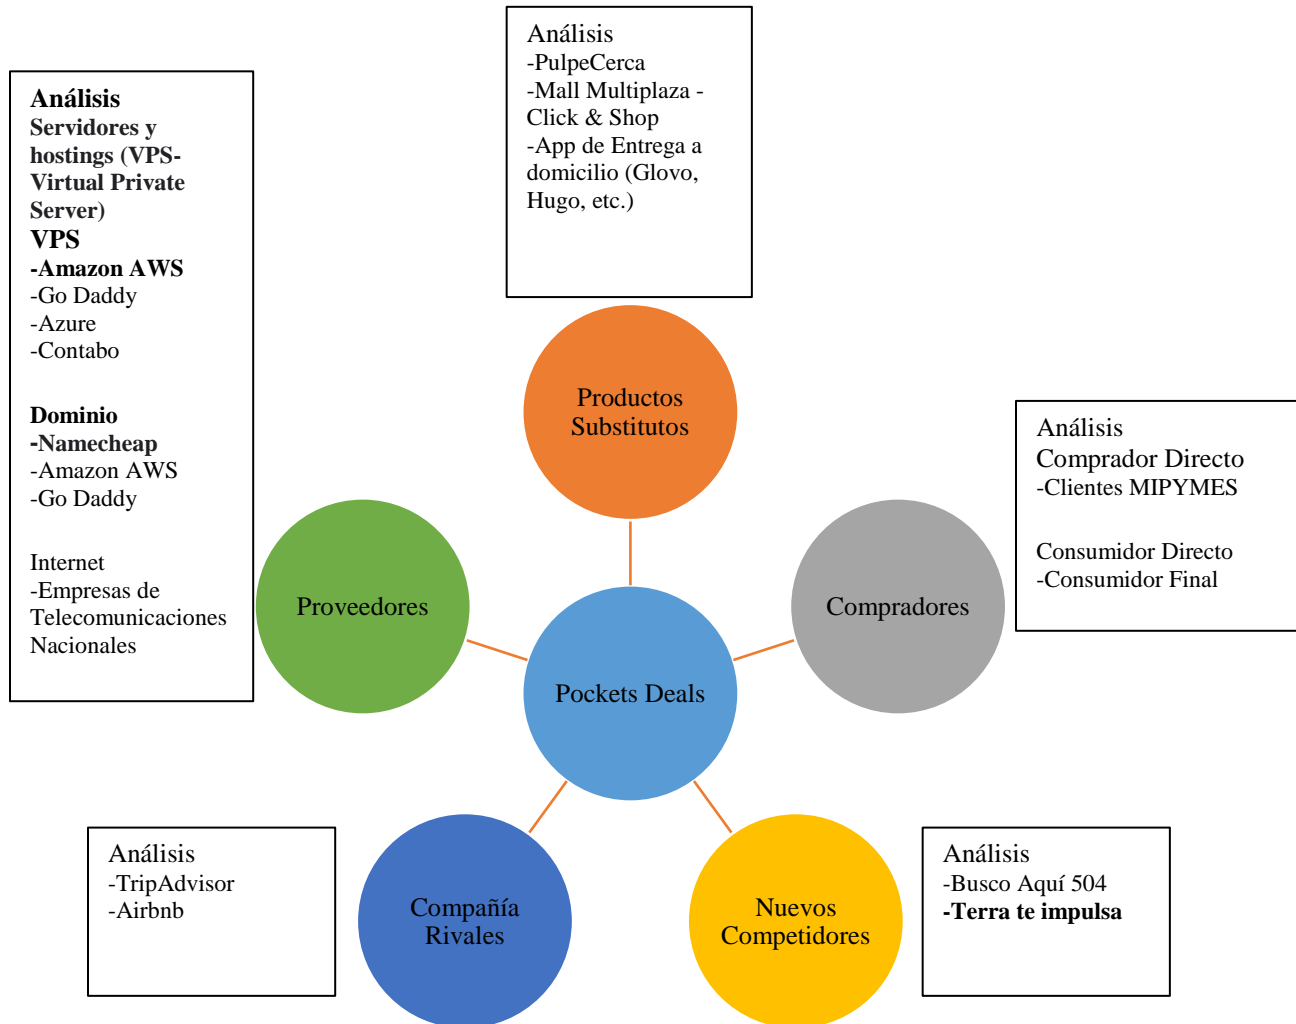 Análisis
-PulpeCerca
-Mall Multiplaza -
Click & Shop
-App de Entrega a
domicilio (Glovo,
Hugo, etc.)
Análisis
Servidores y
hostings (VPS-
Virtual Private
Server)
VPS
-Amazon AWS
-Go Daddy
-Azure
-Contabo
Dominio
-Namecheap
-Amazon AWS
-Go Daddy
Internet
-Empresas de
Telecomunicaciones
Nacionales
Productos
Substitutos
Análisis
Comprador Directo
-Clientes MIPYMES
Consumidor Directo
-Consumidor Final
Proveedores
Compradores
Pockets Deals
Análisis
-TripAdvisor
-Airbnb
Compañía
Rivales
Nuevos
Competidores
Análisis
-Busco Aquí 504
-Terra te impulsa